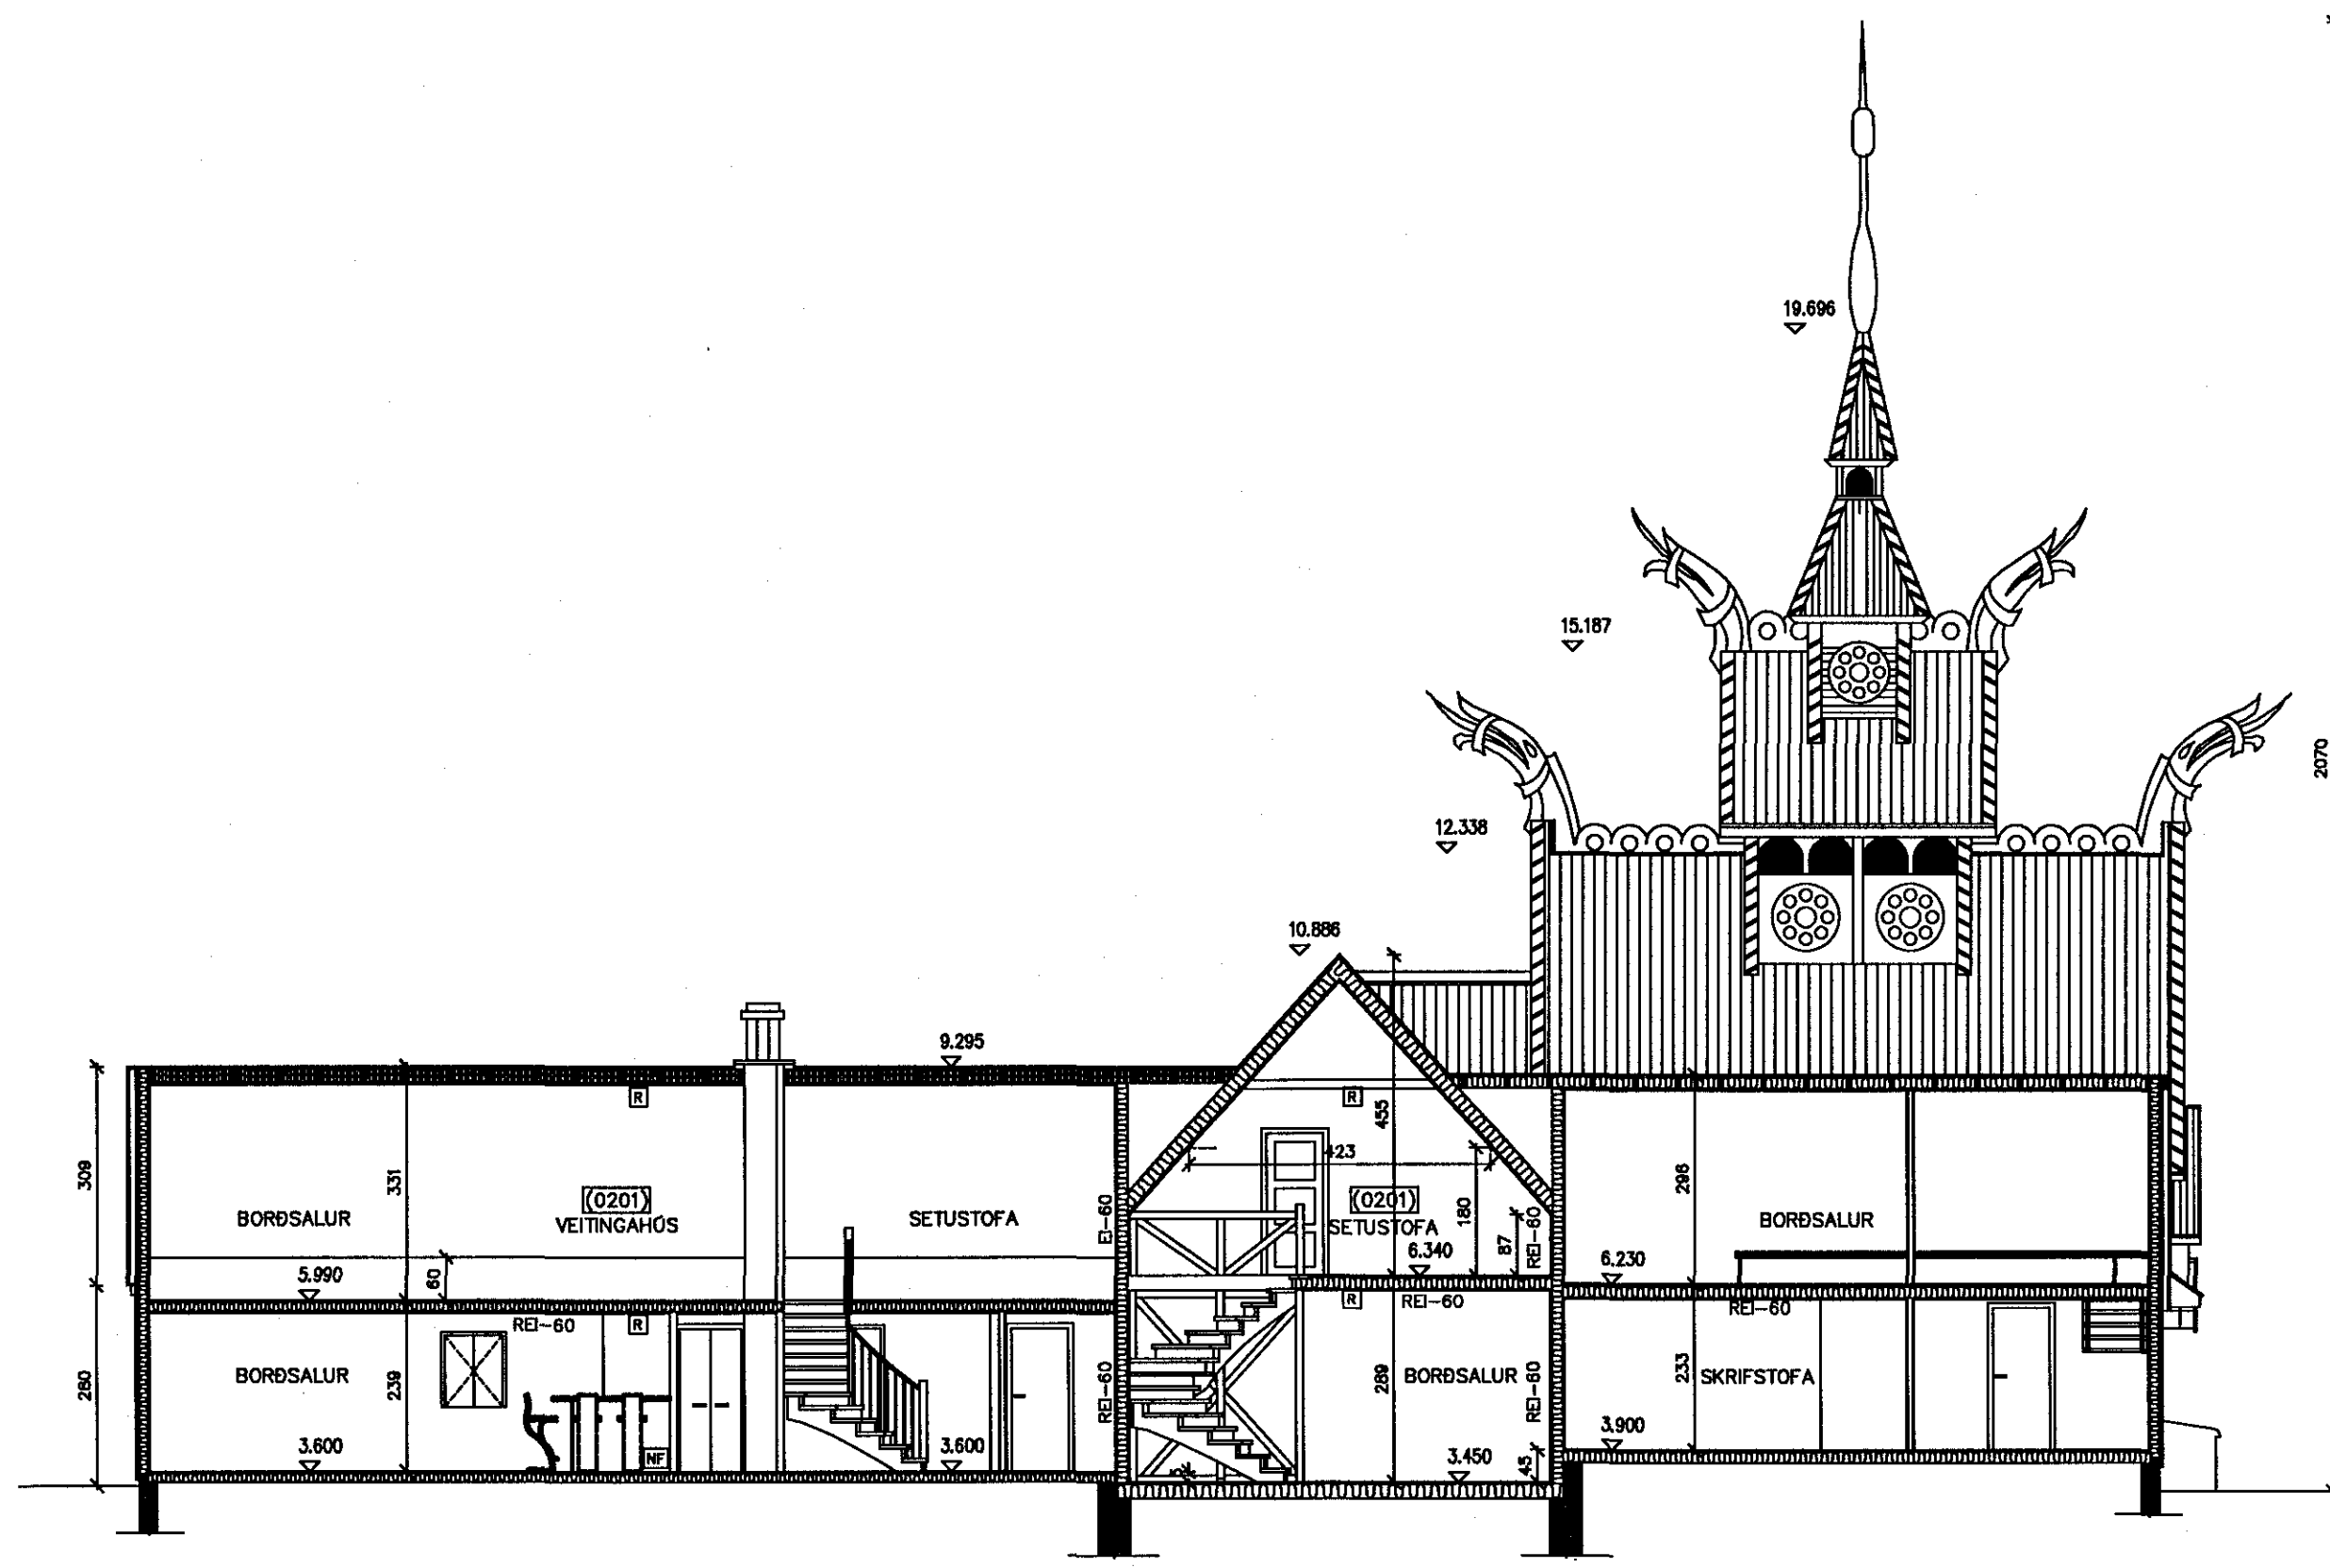 19.696
15.187
2070
12.338
10.886
9.295
R
R
455
423
309
331
296
(0201)
VEITINGAHÚS
(0201)
SETUSTOFA
BORÐSALUR
SETUSTOFA
EI-60
180
87
REI-60
BORÐSALUR
5.990
60
6.340
6.230
REI-60
R
R
REI-60
REI-60
BORÐSALUR
280
239
REI-60
289
BORÐSALUR
REI-60
233
SKRIFSTOFA
3.600
NF
3.600
3.450
45
3.900